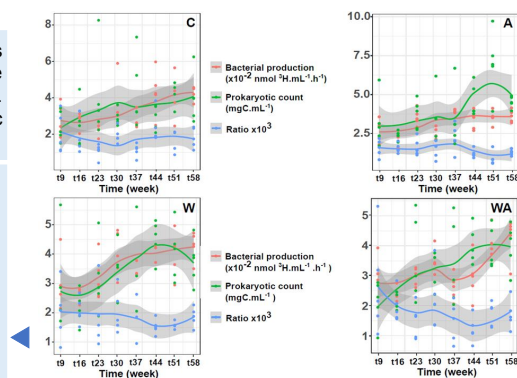 s
e
.
c
C
8
6
4
2
t9 t16 t23 t30 t37 t44 t51 t58
Time (week)
Bacterial production
(x10⁻² nmol ³H.mL⁻¹.h⁻¹)
Prokaryotic count
(mgC.mL⁻¹)
Ratio x10³
A
10.0
7.5
5.0
2.5
t9 t16 t23 t30 t37 t44 t51 t58
Time (week)
W
5
4
3
2
1
t9 t16 t23 t30 t37 t44 t51 t58
Time (week)
Bacterial production
(x10⁻² nmol ³H.mL⁻¹.h⁻¹ )
Prokaryotic count
(mgC.mL⁻¹ )
Ratio x10³
WA
5
4
3
2
1
t9 t16 t23 t30 t37 t44 t51 t58
Time (week)